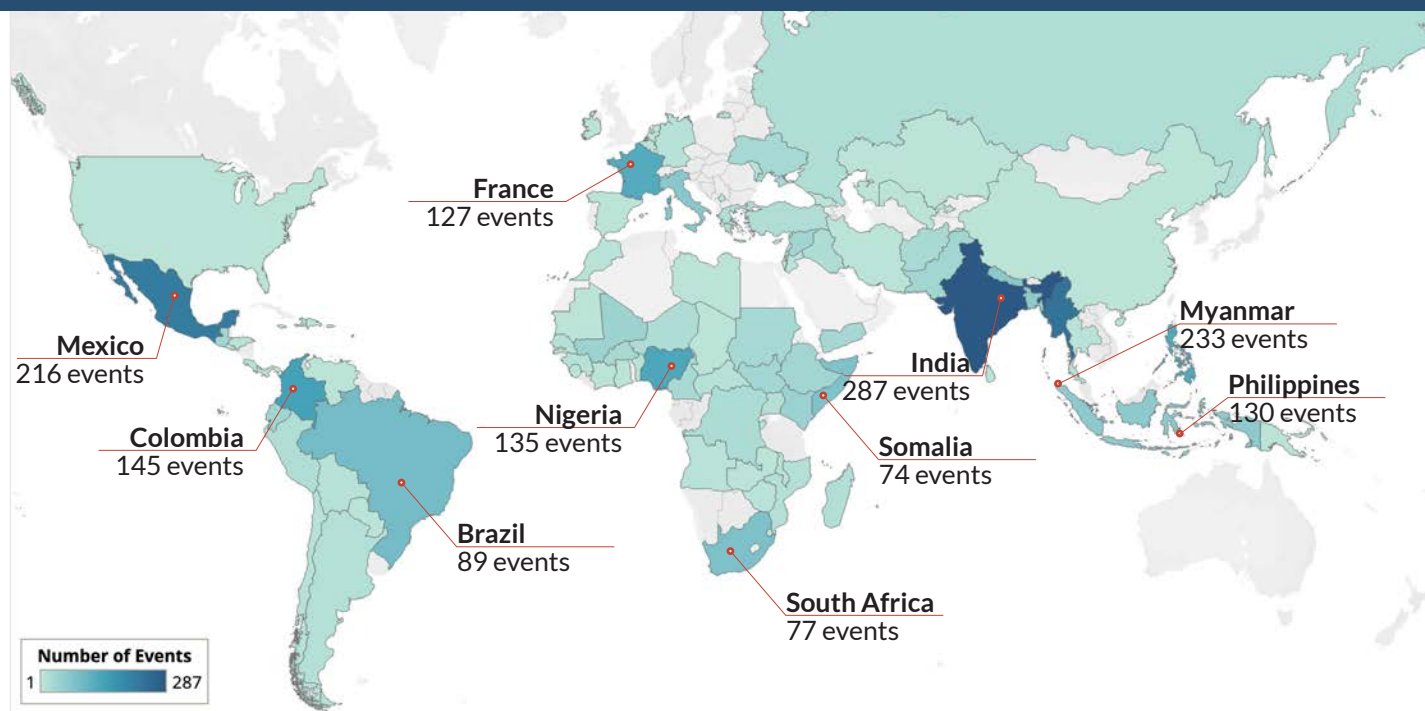 France
127 events
Mexico
216 events
Colombia
145 events
Brazil
89 events
Nigeria
135 events
India
287 events
Somalia
74 events
South Africa
77 events
Myanmar
233 events
Philippines
130 events
Number of Events
1
287